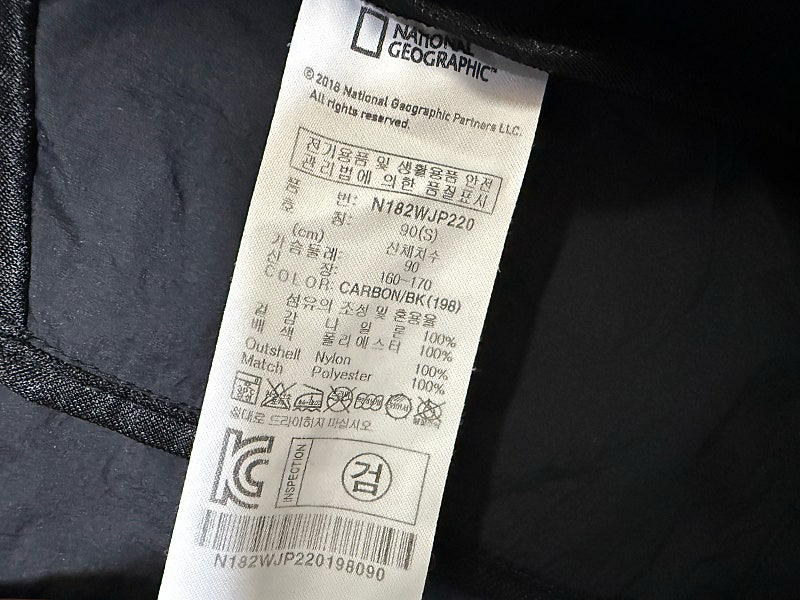 NATIONAL
GEOGRAPHIC™
© 2018 National Geographic Partners LLC.
All rights reserved.
전기용품 및 생활용품 안전
관리법에 의한 품질표시
품 번: N182WJP220
호 칭: 90(S)
(cm) 신체치수
가슴둘레: 90
신 장: 160~170
COLOR: CARBON/BK(198)
섬유의 조성 및 혼용율
겉 감 나 일 론 100%
배 색 폴리에스터 100%
Outshell Nylon 100%
Match Polyester 100%
절대로 드라이하지 마십시오
INSPECTION
검
N182WJP220198090